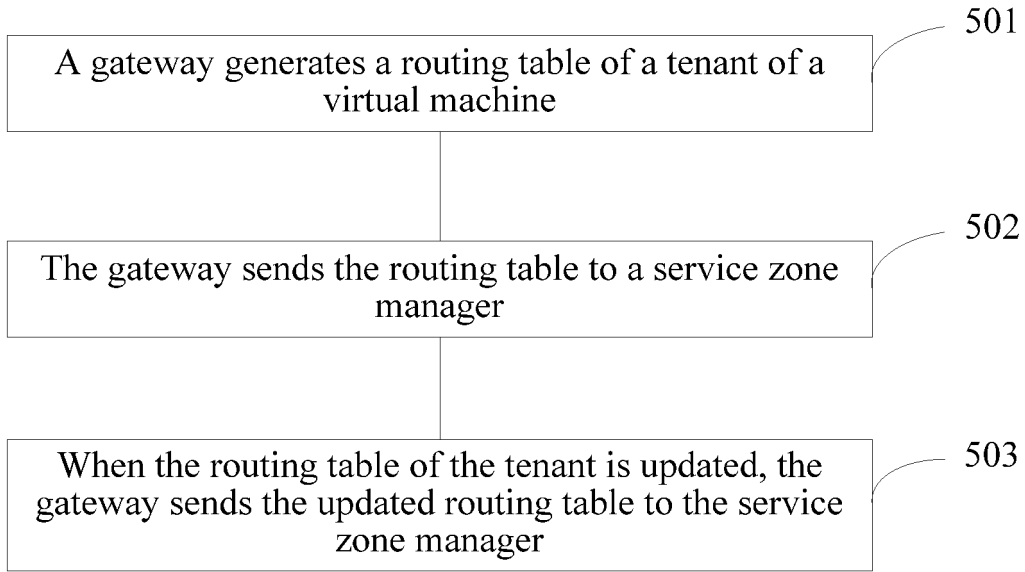 501
A gateway generates a routing table of a tenant of a
virtual machine
502
The gateway sends the routing table to a service zone
manager
503
When the routing table of the tenant is updated, the
gateway sends the updated routing table to the service
zone manager